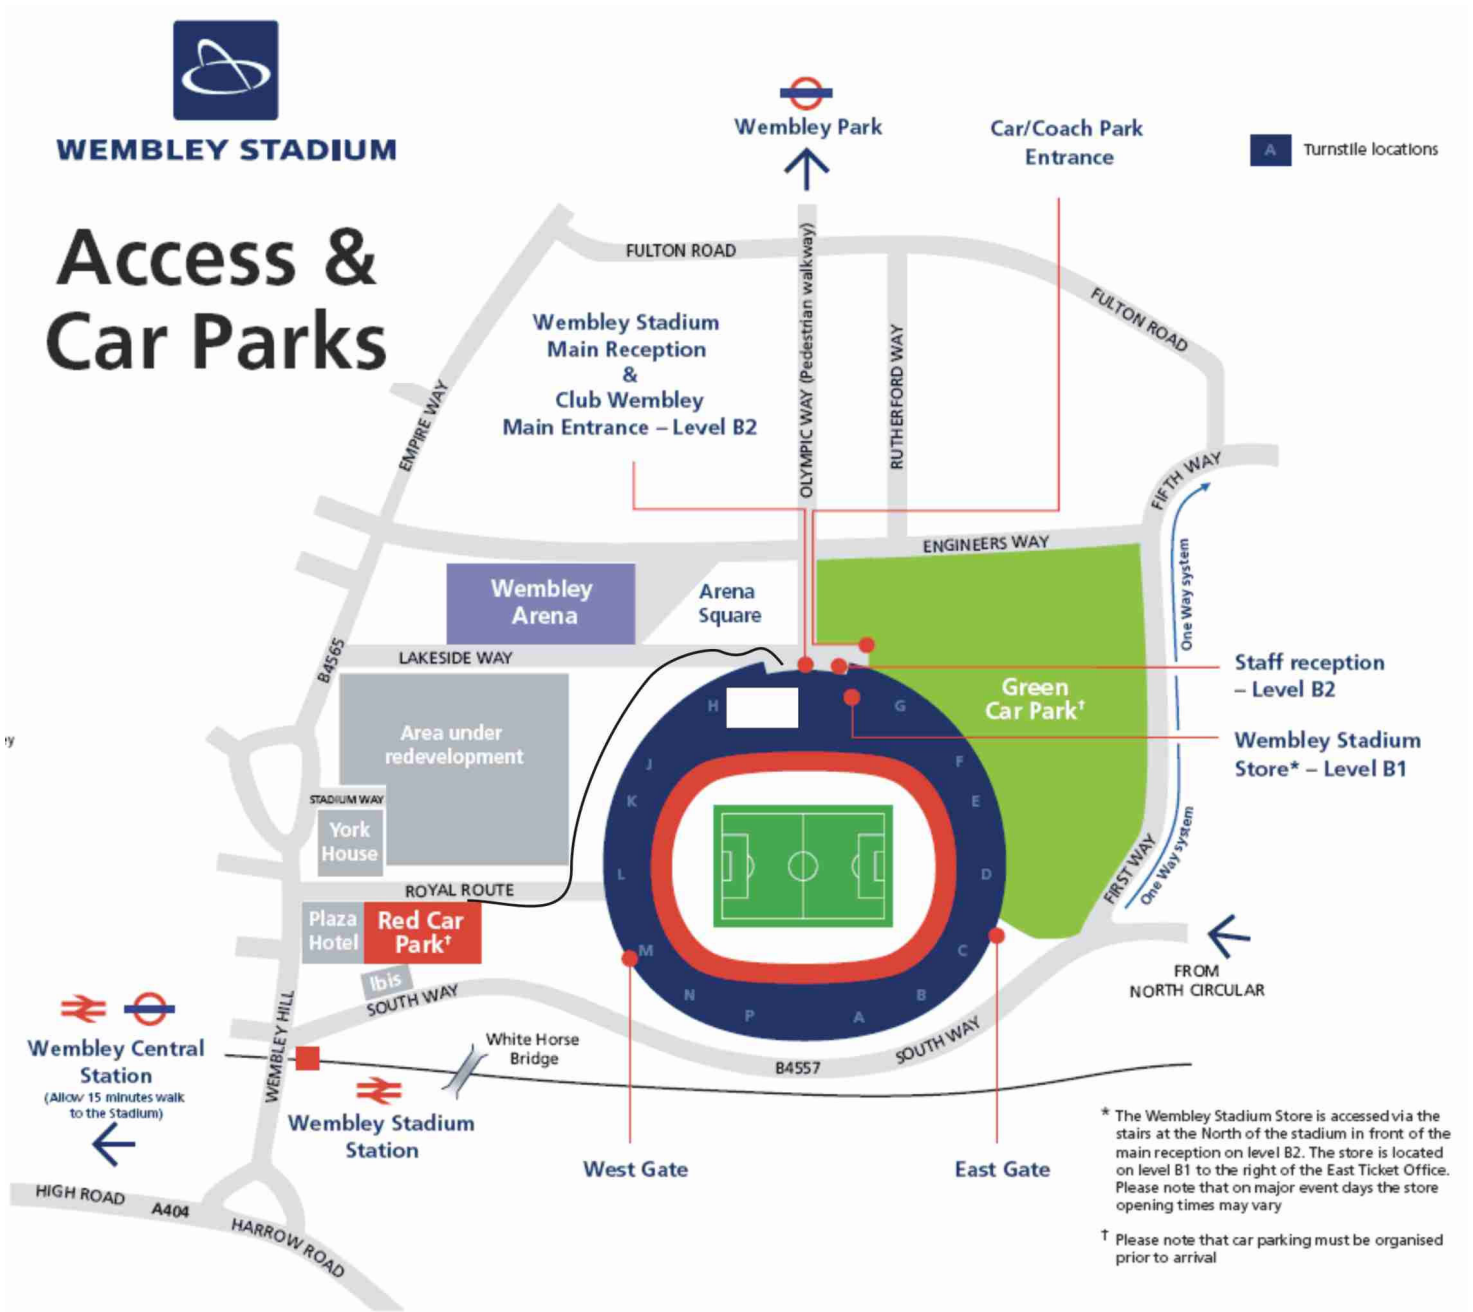 WEMBLEY STADIUM
Access &
Car Parks
Wembley Park
Car/Coach Park
Entrance
A
Turnstile locations
FULTON ROAD
OLYMPIC WAY (Pedestrian walkway)
RUTHERFORD WAY
FULTON ROAD
Wembley Stadium
Main Reception
&
Club Wembley
Main Entrance – Level B2
EMPIRE WAY
FIFTH WAY
ENGINEERS WAY
One Way system
Wembley
Arena
Arena
Square
B4565
LAKESIDE WAY
Staff reception
– Level B2
Green
Car Park†
Wembley Stadium
Store* – Level B1
Area under
redevelopment
H
G
J
F
K
E
L
D
M
C
N
B
P
A
STADIUM WAY
York
House
FIRST WAY
One Way system
ROYAL ROUTE
Plaza
Hotel
Red Car
Park†
Ibis
SOUTH WAY
FROM
NORTH CIRCULAR
WEMBLEY HILL
Wembley Central
Station
(Allow 15 minutes walk
to the Stadium)
White Horse
Bridge
B4557
SOUTH WAY
Wembley Stadium
Station
West Gate
East Gate
HIGH ROAD
A404
HARROW ROAD
* The Wembley Stadium Store is accessed via the
stairs at the North of the stadium in front of the
main reception on level B2. The store is located
on level B1 to the right of the East Ticket Office.
Please note that on major event days the store
opening times may vary
† Please note that car parking must be organised
prior to arrival